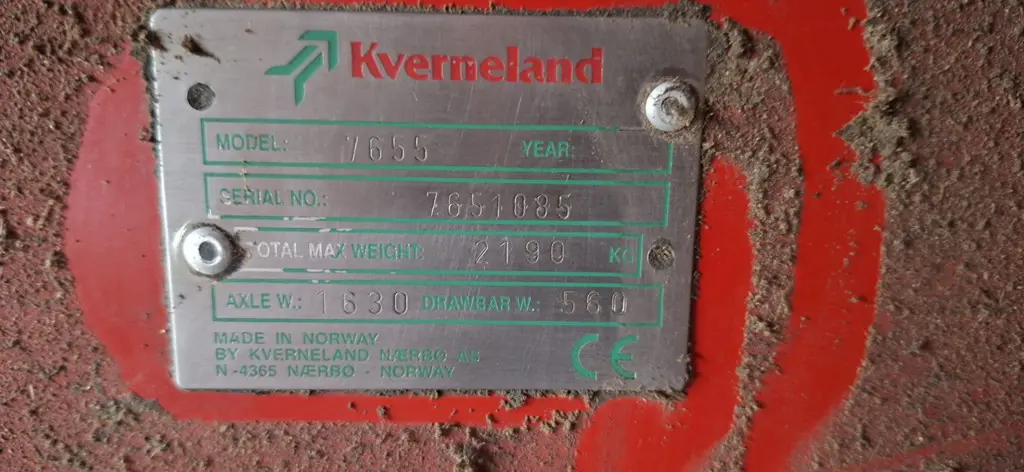 Kverneland
MODEL: 7655 YEAR:
SERIAL NO.: 7651085
TOTAL MAX WEIGHT: 2190 KG
AXLE W.: 1630 DRAWBAR W.: 560
MADE IN NORWAY
BY KVERNELAND NÆRBØ AS
N-4365 NÆRBØ - NORWAY
CE